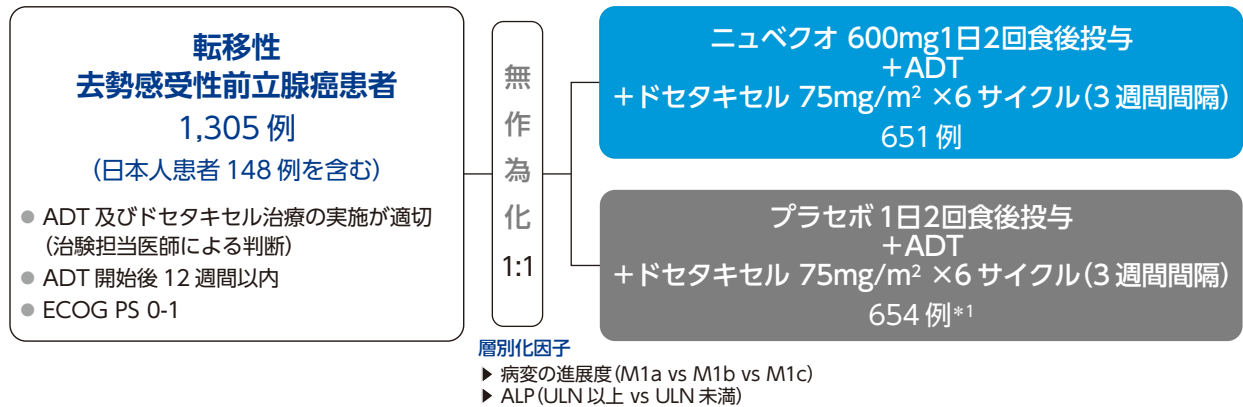 転移性
去勢感受性前立腺癌患者
1,305 例
(日本人患者 148 例を含む)
● ADT 及びドセタキセル治療の実施が適切
(治験担当医師による判断)
● ADT 開始後 12 週間以内
● ECOG PS 0-1
無
作
為
化
1:1
層別化因子
▶ 病変の進展度(M1a vs M1b vs M1c)
▶ ALP(ULN 以上 vs ULN 未満)
ニュベクオ 600mg1日2回食後投与
+ADT
+ドセタキセル 75mg/m² ×6 サイクル(3 週間間隔)
651 例
プラセボ 1日2回食後投与
+ADT
+ドセタキセル 75mg/m² ×6 サイクル(3 週間間隔)
654 例*1